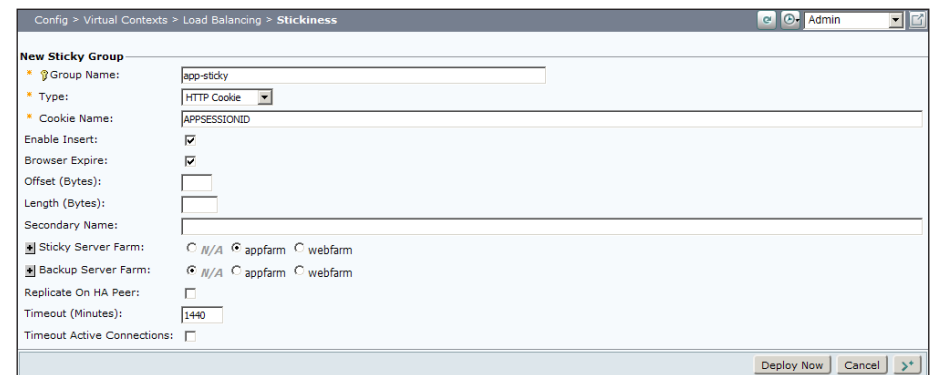 Config > Virtual Contexts > Load Balancing > Stickiness Admin
New Sticky Group
* Group Name: app-sticky
* Type: HTTP Cookie
* Cookie Name: APPSESSIONID
Enable Insert:
Browser Expire:
Offset (Bytes):
Length (Bytes):
Secondary Name:
Sticky Server Farm: N/A appfarm webfarm
Backup Server Farm: N/A appfarm webfarm
Replicate On HA Peer:
Timeout (Minutes): 1440
Timeout Active Connections:
Deploy Now Cancel